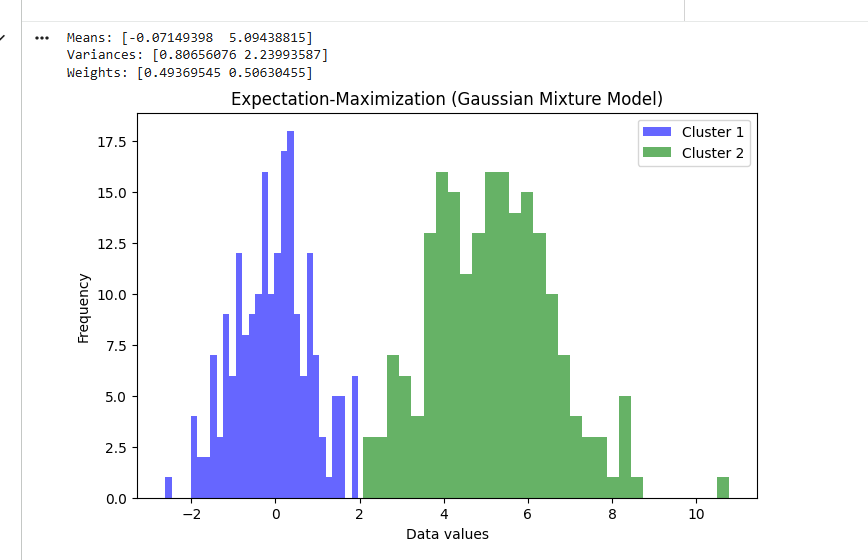 Means: [-0.07149398  5.09438815]
Variances: [0.80656076 2.23993587]
Weights: [0.49369545 0.50630455]
Expectation-Maximization (Gaussian Mixture Model)
Cluster 1
Cluster 2
17.5
15.0
12.5
10.0
7.5
5.0
2.5
0.0
Frequency
−2
0
2
4
6
8
10
Data values